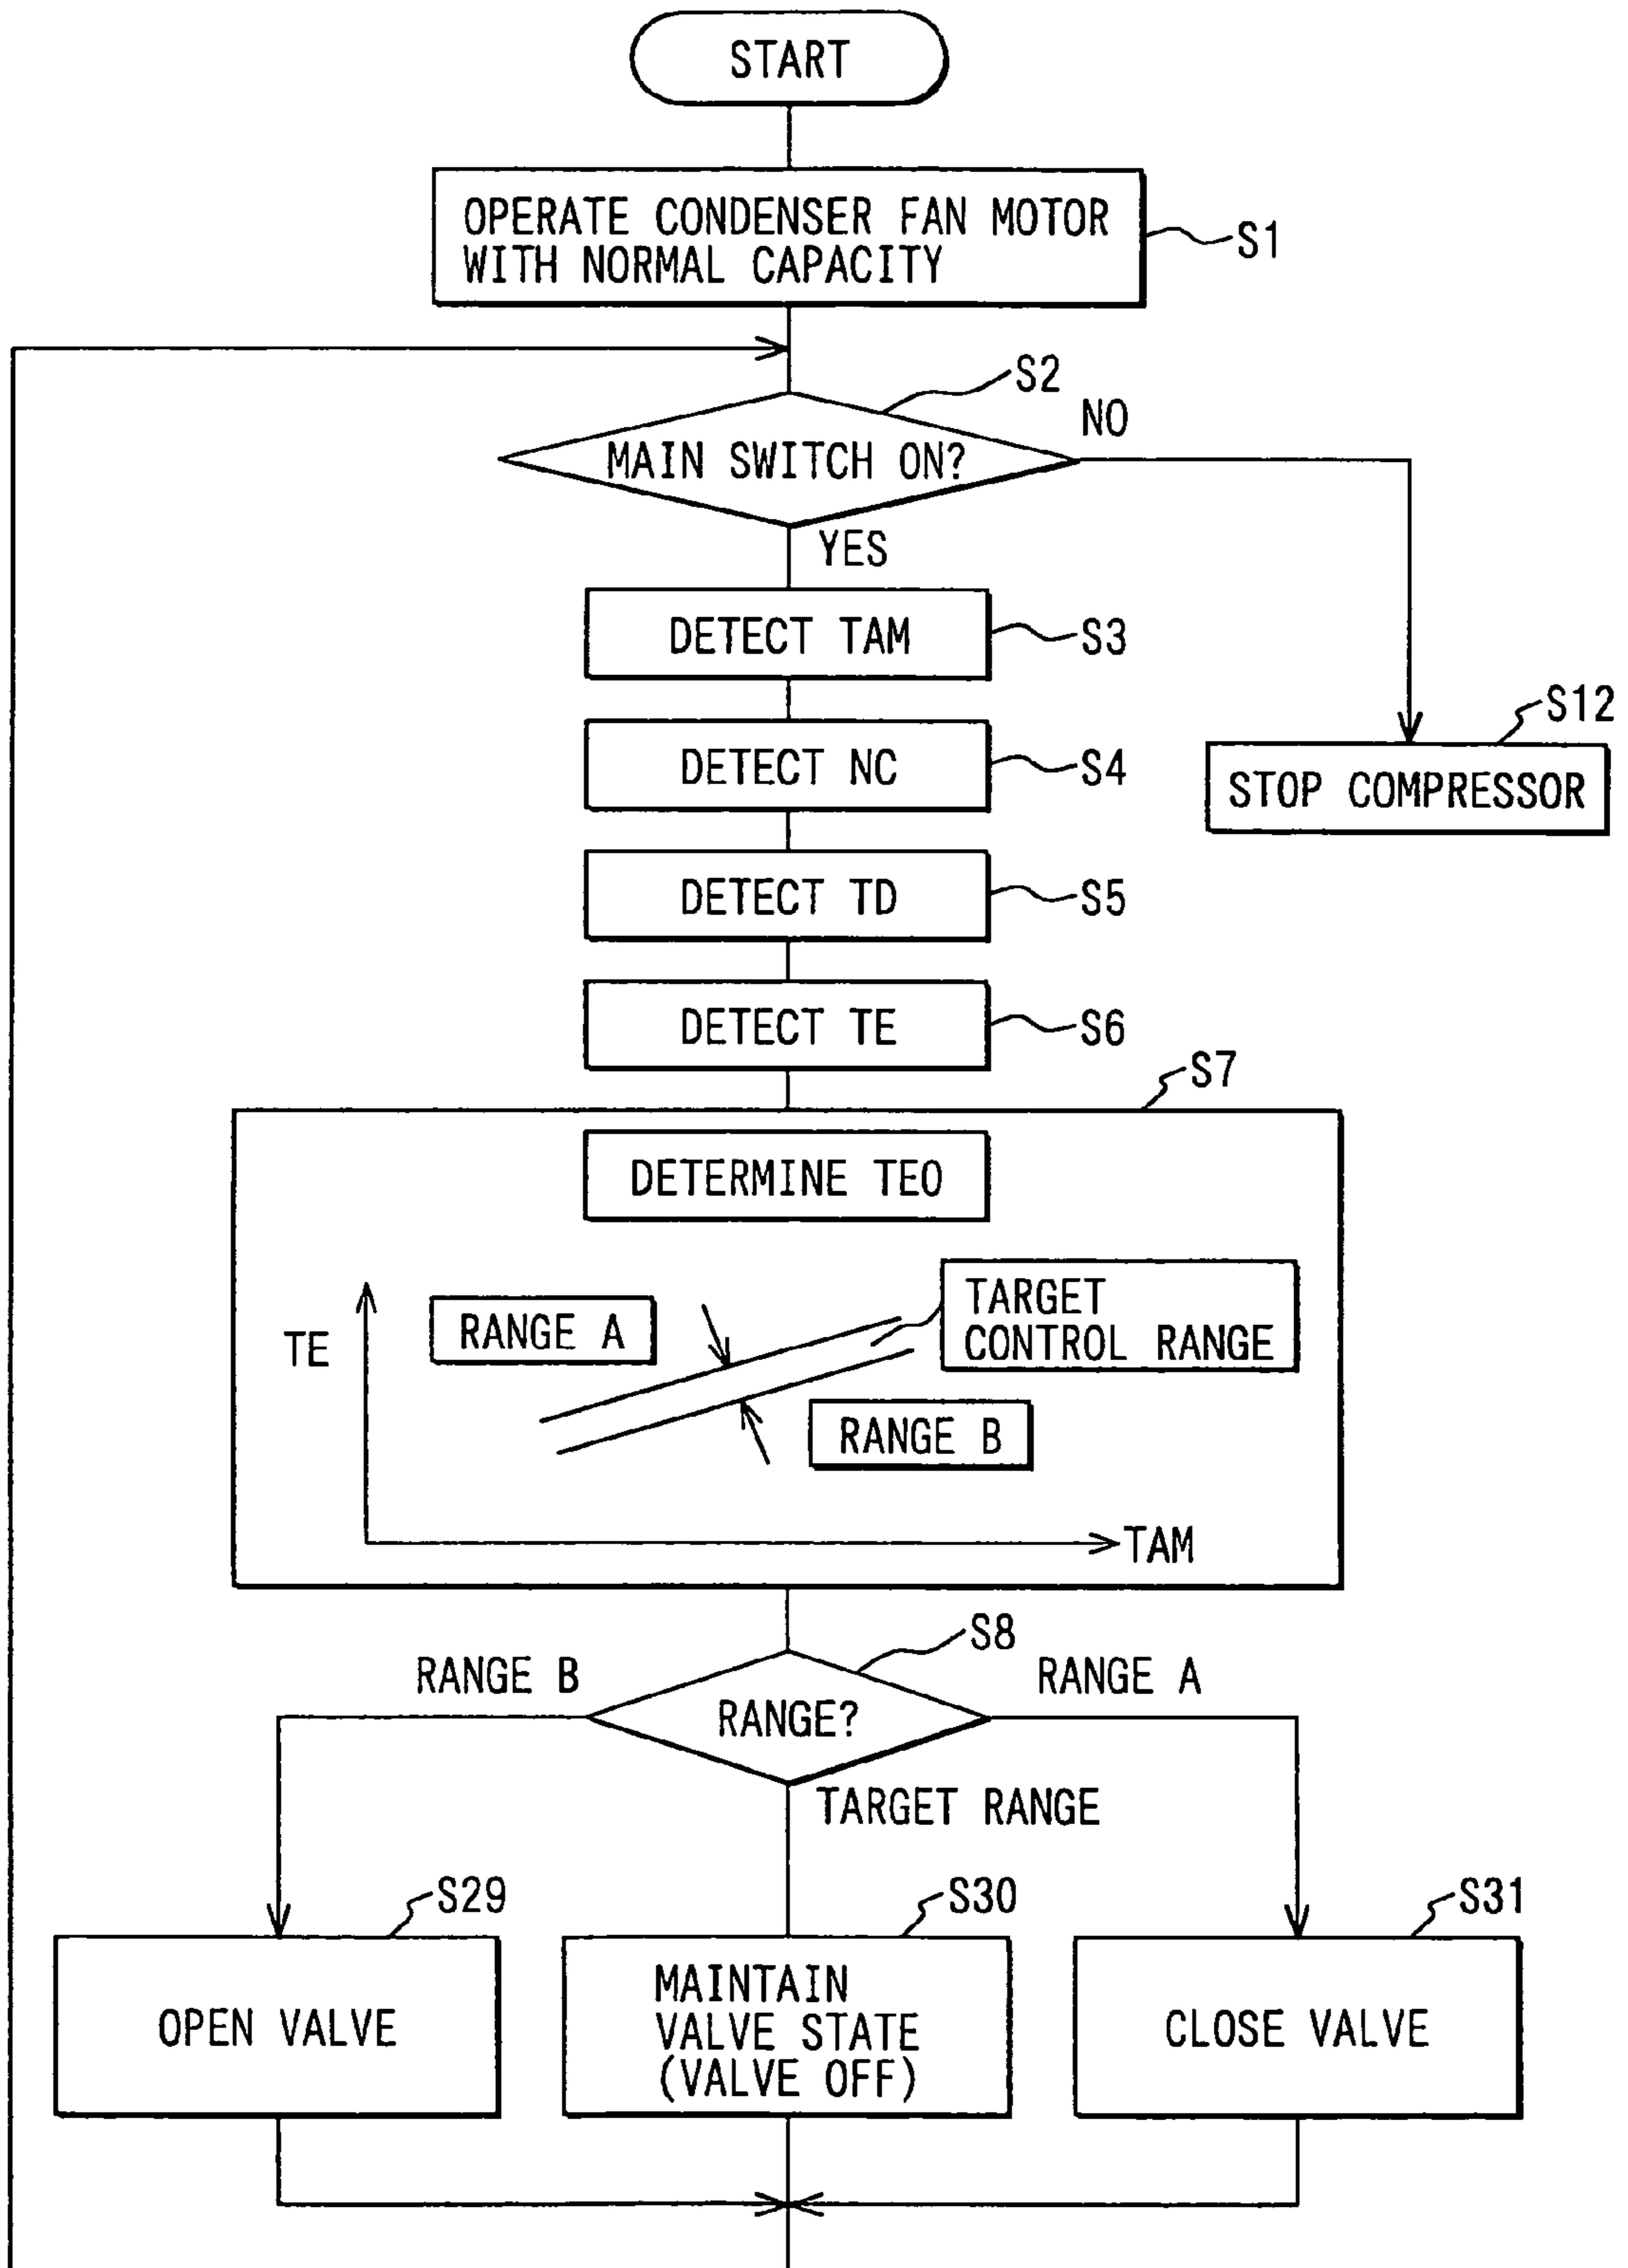 START
OPERATE CONDENSER FAN MOTOR
WITH NORMAL CAPACITY
S1
S2
NO
MAIN SWITCH ON?
YES
DETECT TAM
S3
S12
DETECT NC
S4
STOP COMPRESSOR
DETECT TD
S5
DETECT TE
S6
S7
DETERMINE TEO
TE
RANGE A
TARGET
CONTROL RANGE
RANGE B
TAM
S8
RANGE B
RANGE A
RANGE?
TARGET RANGE
S29
S30
S31
OPEN VALVE
MAINTAIN
VALVE STATE
(VALVE OFF)
CLOSE VALVE